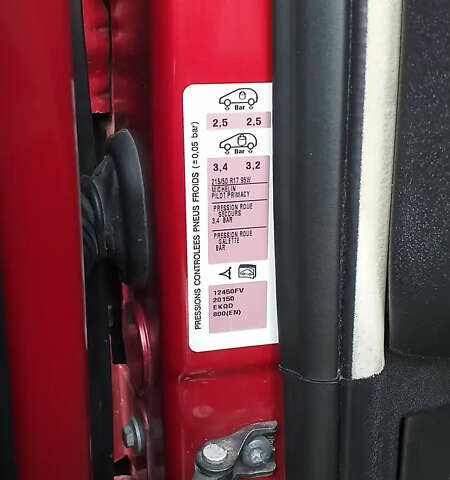 PRESSIONS CONTROLEES PNEUS FROIDS (±0,05 bar)
Bar
2,5 2,5
Bar
3,4 3,2
215/50 R17 95W
MICHELIN
PILOT PRIMACY
PRESSION ROUE
SECOURS
3,4 BAR
PRESSION ROUE
GALETTE
BAR
12450FV
20150
EKQD
800(EN)